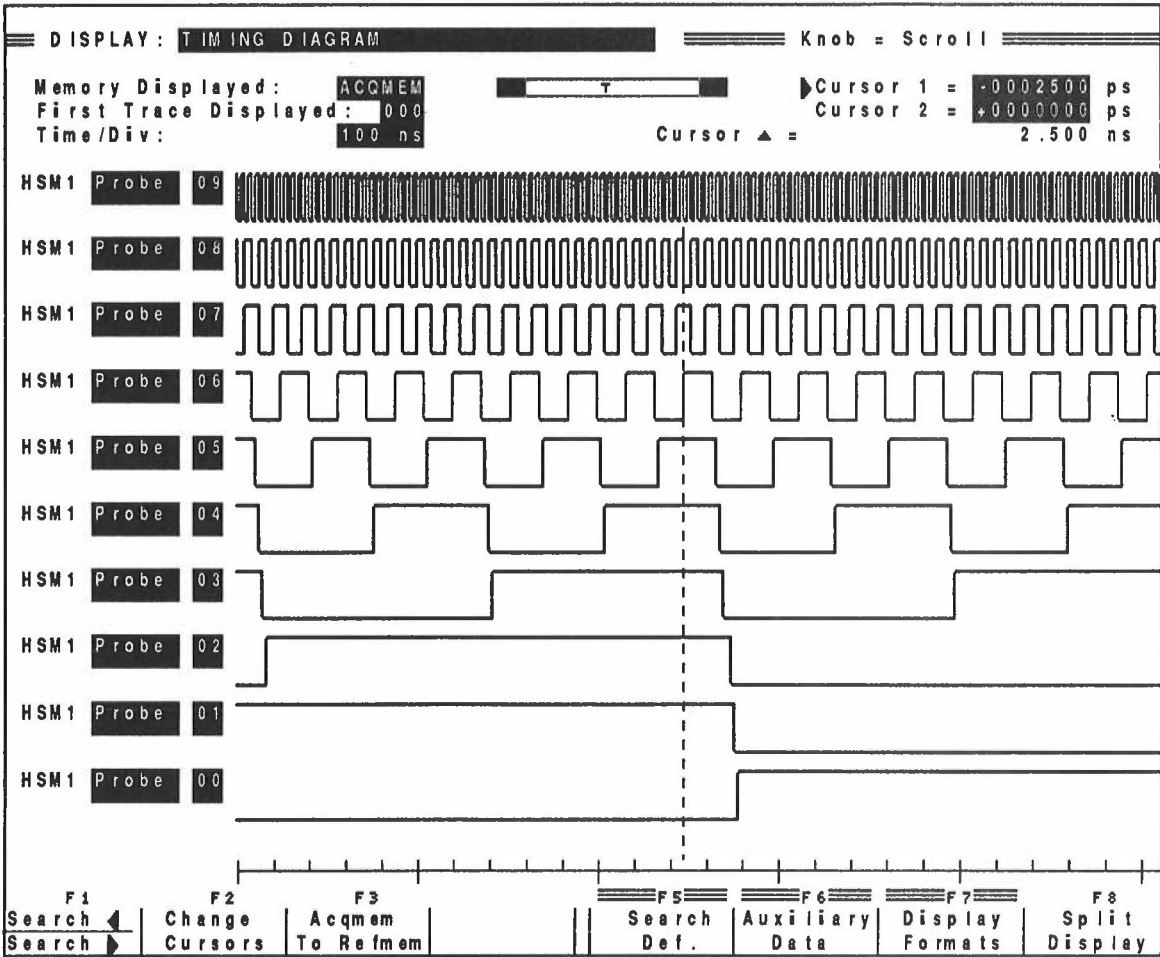 DISPLAY: TIMING DIAGRAM Knob = Scroll
Memory Displayed: ACQMEM T Cursor 1 = -0002500 ps
First Trace Displayed: 000 Cursor 2 = +0000000 ps
Time/Div: 100 ns Cursor ▲ = 2.500 ns
HSM1 Probe 09
HSM1 Probe 08
HSM1 Probe 07
HSM1 Probe 06
HSM1 Probe 05
HSM1 Probe 04
HSM1 Probe 03
HSM1 Probe 02
HSM1 Probe 01
HSM1 Probe 00
F1 F2 F3 F5 F6 F7 F8
Search ◀ Change Acqmem Search Auxiliary Display Split
Search ▶ Cursors To Refmem Def. Data Formats Display